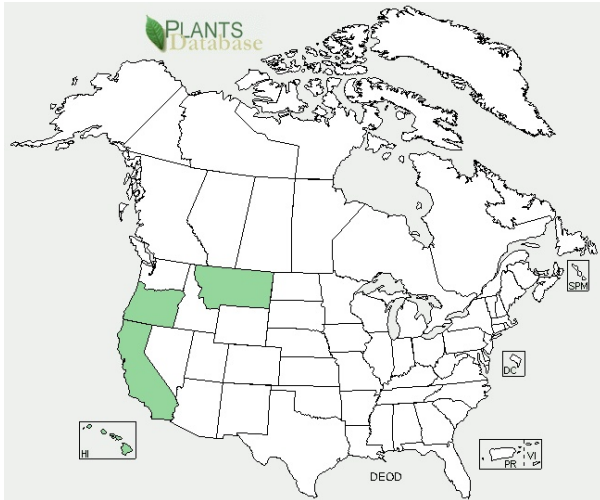 PLANTS
Database
SPM
DC
HI
PR
VI
DEOD